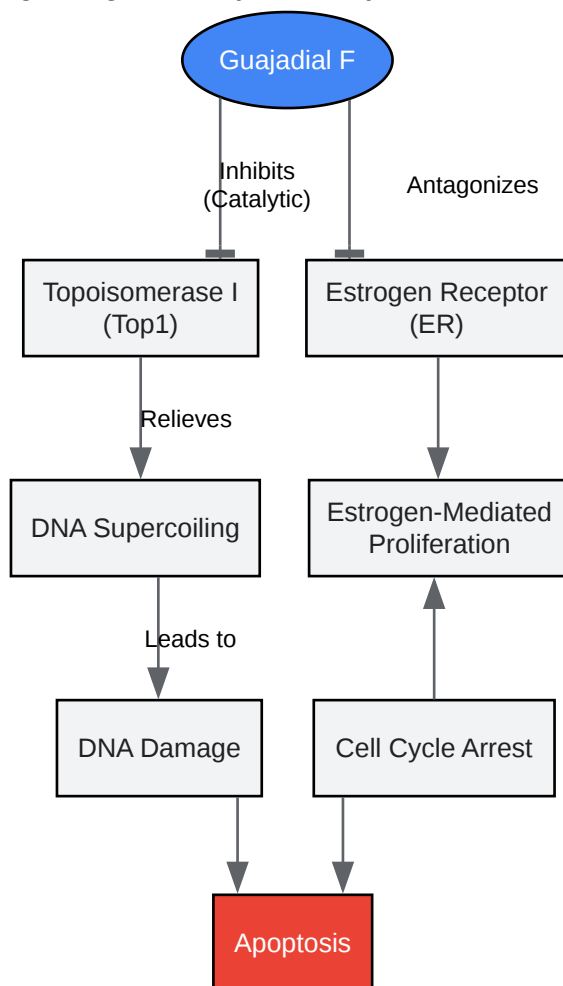 Guajadial F
Inhibits
(Catalytic)
Antagonizes
Topoisomerase I
(Top1)
Estrogen Receptor
(ER)
Relieves
DNA Supercoiling
Estrogen-Mediated
Proliferation
Leads to
DNA Damage
Cell Cycle Arrest
Apoptosis